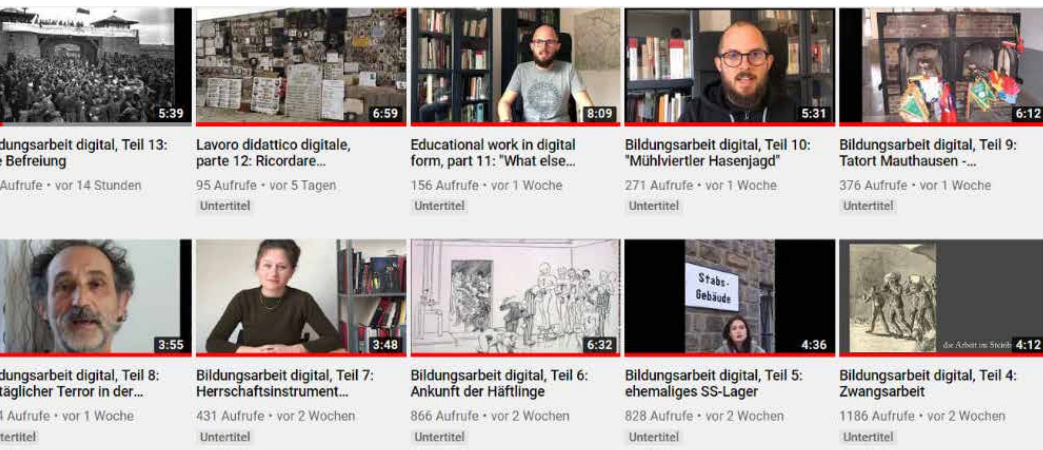 5:39
dungsarbeit digital, Teil 13:
e Befreiung
Aufrufe • vor 14 Stunden
6:59
Lavoro didattico digitale,
parte 12: Ricordare...
95 Aufrufe • vor 5 Tagen
Untertitel
8:09
Educational work in digital
form, part 11: "What else...
156 Aufrufe • vor 1 Woche
Untertitel
5:31
Bildungsarbeit digital, Teil 10:
"Mühlviertler Hasenjagd"
271 Aufrufe • vor 1 Woche
Untertitel
6:12
Bildungsarbeit digital, Teil 9:
Tatort Mauthausen -...
376 Aufrufe • vor 1 Woche
Untertitel
3:55
dungsarbeit digital, Teil 8:
täglicher Terror in der...
Aufrufe • vor 1 Woche
tertitel
3:48
Bildungsarbeit digital, Teil 7:
Herrschaftsinstrument...
431 Aufrufe • vor 2 Wochen
Untertitel
6:32
Bildungsarbeit digital, Teil 6:
Ankunft der Häftlinge
866 Aufrufe • vor 2 Wochen
Untertitel
Stabs-
Gebäude
4:36
Bildungsarbeit digital, Teil 5:
ehemaliges SS-Lager
828 Aufrufe • vor 2 Wochen
Untertitel
die Arbeit im Steinb
4:12
Bildungsarbeit digital, Teil 4:
Zwangsarbeit
1186 Aufrufe • vor 2 Wochen
Untertitel